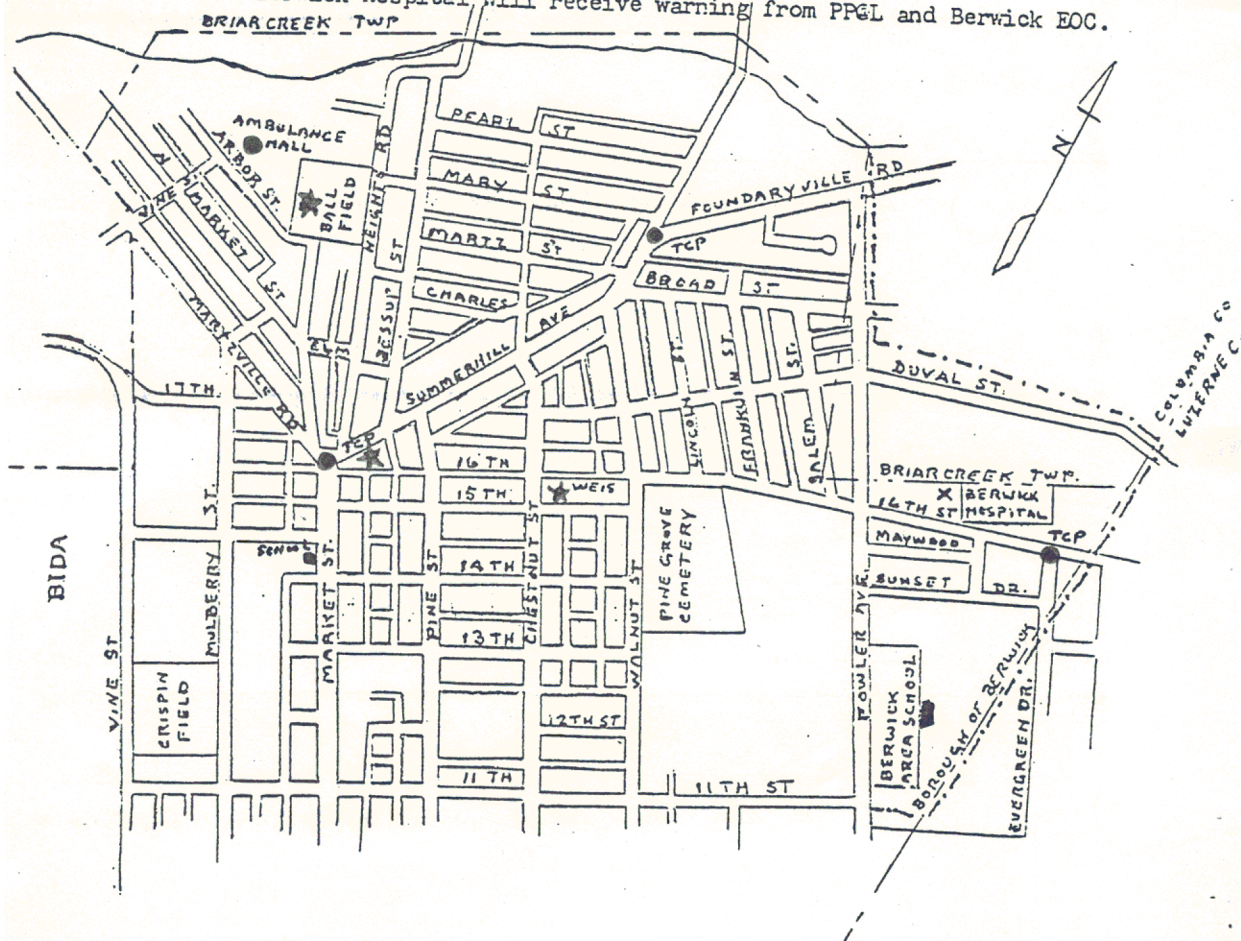 Hospital will receive warning from PP&L and Berwick EOC.
BRIARCREEK TWP
AMBULANCE
HALL
ARBOR ST.
PEARL ST
MARY ST
MARTZ ST
CHARLES
BALL
FIELD
HEIGHTS RD
JESSUP ST
N
VINE
MARKET ST
FOUNDARYVILLE RD
TCP
BROAD ST
SUMMERHILL AVE
MARTZVILLE RD
17TH
TCP
16TH
15TH
WEIS
LINCOLN ST.
FRANKLIN ST.
SALEM ST.
DUVAL ST.
COLUMBIA CO
LUZERNE C
BRIARCREEK TWP.
X BERWICK
HOSPITAL
16TH ST
TCP
MAYWOOD
SUNSET DR.
SCHOOL
14TH
13TH
12TH ST
11TH
11TH ST
BIDA
VINE ST
MULBERRY ST.
MARKET ST.
PINE ST
CHESTNUT ST
WALNUT ST
PINE GROVE
CEMETERY
FOWLER AVE.
CRISPIN
FIELD
BERWICK
AREA SCHOOL
BOROUGH OF BERWICK
EVERGREEN DR.